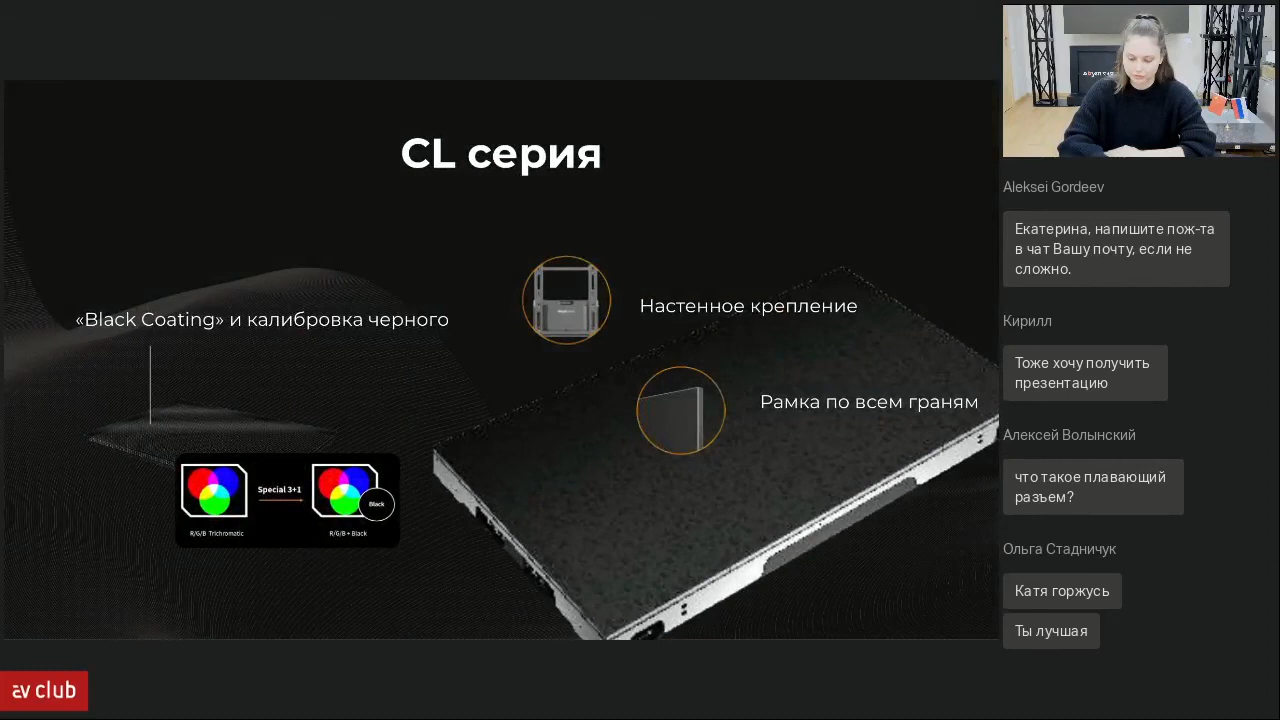 CL серия
«Black Coating» и калибровка черного
Настенное крепление
Рамка по всем граням
Special 3+1
Black
R/G/B Trichromatic
R/G/B + Black
av club
Aleksei Gordeev
Екатерина, напишите пож-та
в чат Вашу почту, если не
сложно.
Кирилл
Тоже хочу получить
презентацию
Алексей Волынский
что такое плавающий
разъем?
Ольга Стадничук
Катя горжусь
Ты лучшая